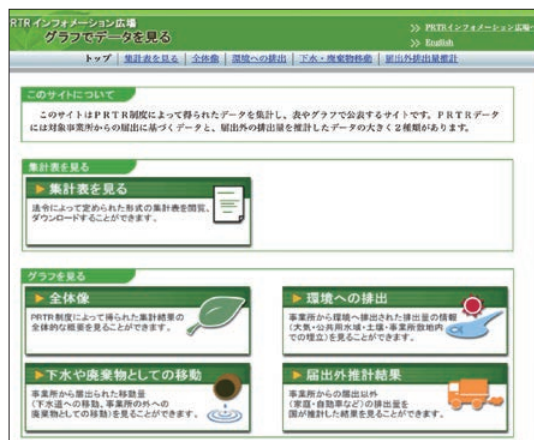 PRTRインフォメーション広場
グラフでデータを見る
>> PRTRインフォメーション広場へ
>> English
トップ | 集計表を見る | 全体像 | 環境への排出 | 下水・廃棄物移動 | 届出外排出量推計
このサイトについて
このサイトはPRTR制度によって得られたデータを集計し、表やグラフで公表するサイトです。PRTRデータ
には対象事業所からの届出に基づくデータと、届出外の排出量を推計したデータの大きく2種類があります。
集計表を見る
集計表を見る
法令によって定められた形式の集計表を閲覧、
ダウンロードすることができます。
グラフを見る
全体像
PRTR制度によって得られた集計結果の
全体的な概要を見ることができます。
環境への排出
事業所から環境へ排出された排出量の情報
(大気・公共用水域・土壌・事業所敷地内
での埋立)を見ることができます。
下水や廃棄物としての移動
事業所から届出られた移動量
(下水道への移動、事業所の外への
廃棄物としての移動)を見ることができます。
届出外推計結果
事業所からの届出以外
(家庭・自動車など)の排出量を
国が推計した結果を見ることができます。